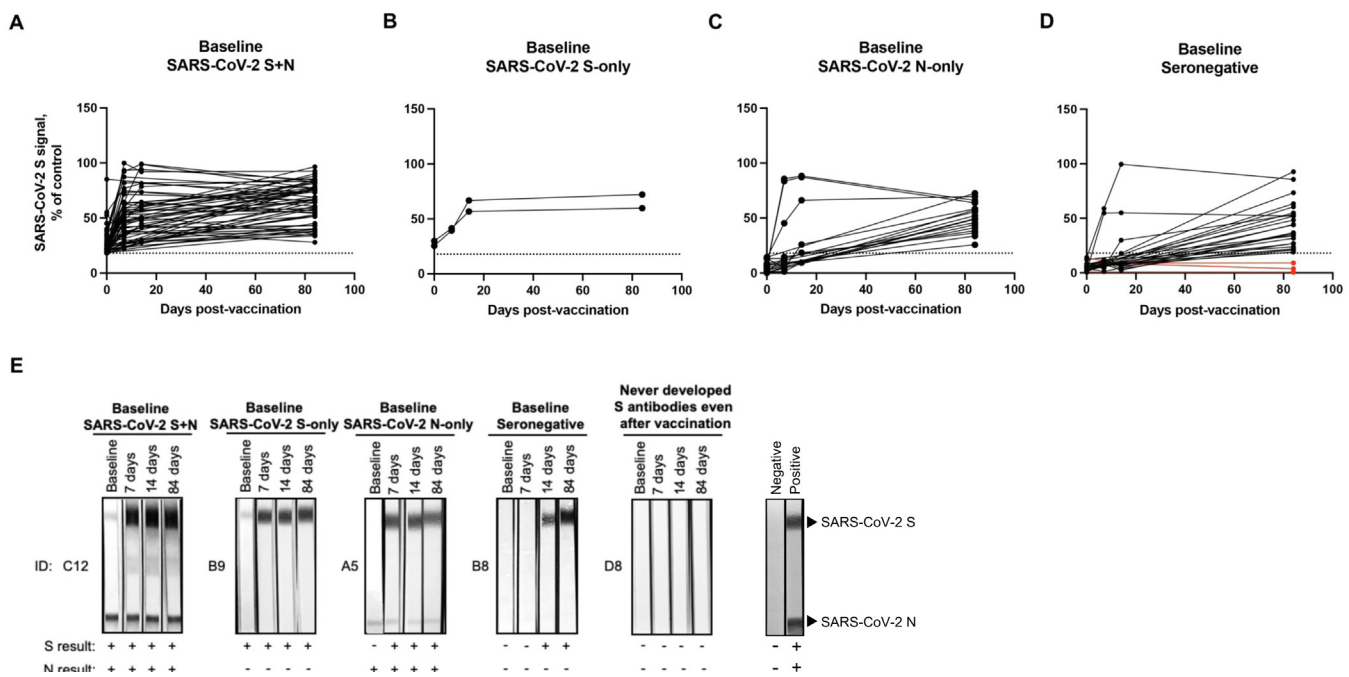 A
B
C
D
Baseline
SARS-CoV-2 S+N
Baseline
SARS-CoV-2 S-only
Baseline
SARS-CoV-2 N-only
Baseline
Seronegative
SARS-CoV-2 S signal,
% of control
150
100
50
0
0 20 40 60 80 100
Days post-vaccination
150
100
50
0
0 20 40 60 80 100
Days post-vaccination
150
100
50
0
0 20 40 60 80 100
Days post-vaccination
150
100
50
0
0 20 40 60 80 100
Days post-vaccination
E
Baseline
SARS-CoV-2 S+N
Baseline
SARS-CoV-2 S-only
Baseline
SARS-CoV-2 N-only
Baseline
Seronegative
Never developed
S antibodies even
after vaccination
Baseline
7 days
14 days
84 days
Baseline
7 days
14 days
84 days
Baseline
7 days
14 days
84 days
Baseline
7 days
14 days
84 days
Baseline
7 days
14 days
84 days
Negative
Positive
SARS-CoV-2 S
SARS-CoV-2 N
ID: C12
B9
A5
B8
D8
S result: + + + + + + + + - + + + - - + + - - - - - +
N result: + + + + - - - - + + + + - - - - - - - - - +